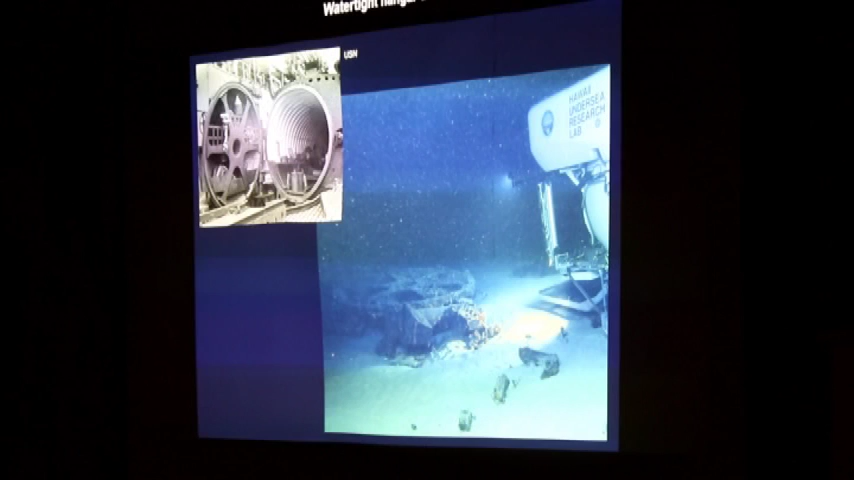 Watertight hangar
USN
HAWAII
UNDERSEA
RESEARCH
LAB